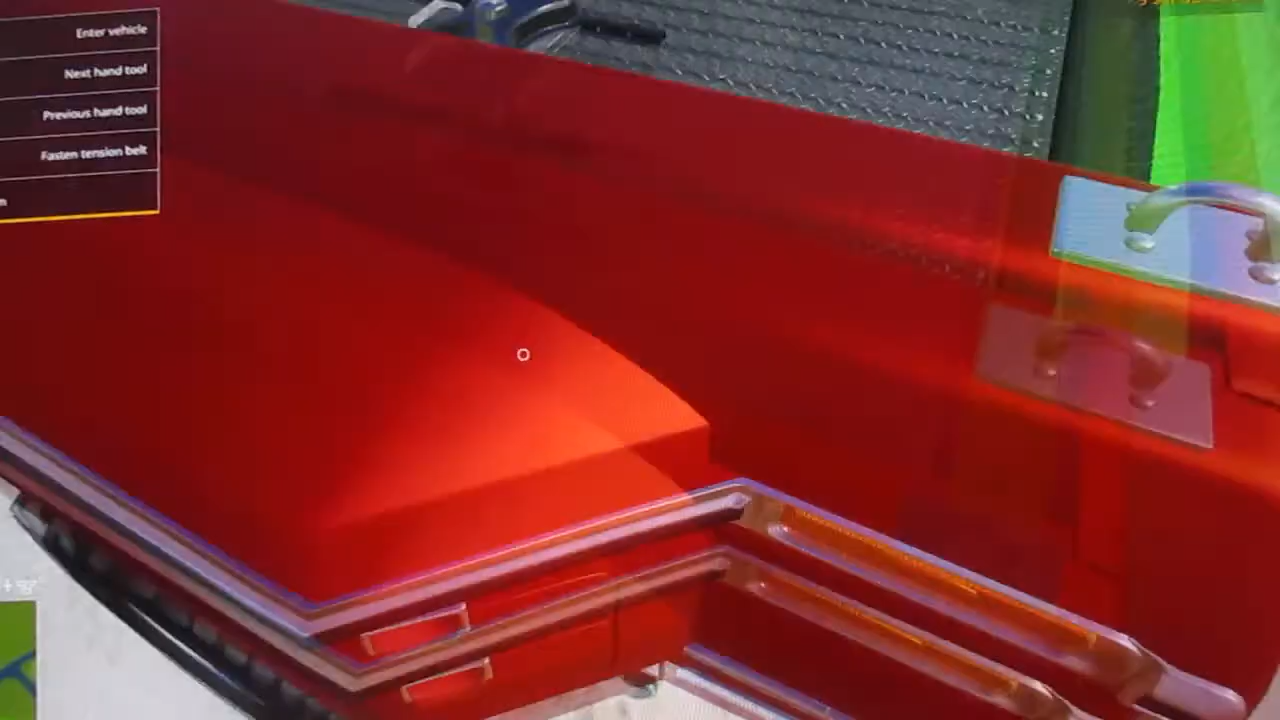 Enter vehicle
Next hand tool
Previous hand tool
Fasten tension belt